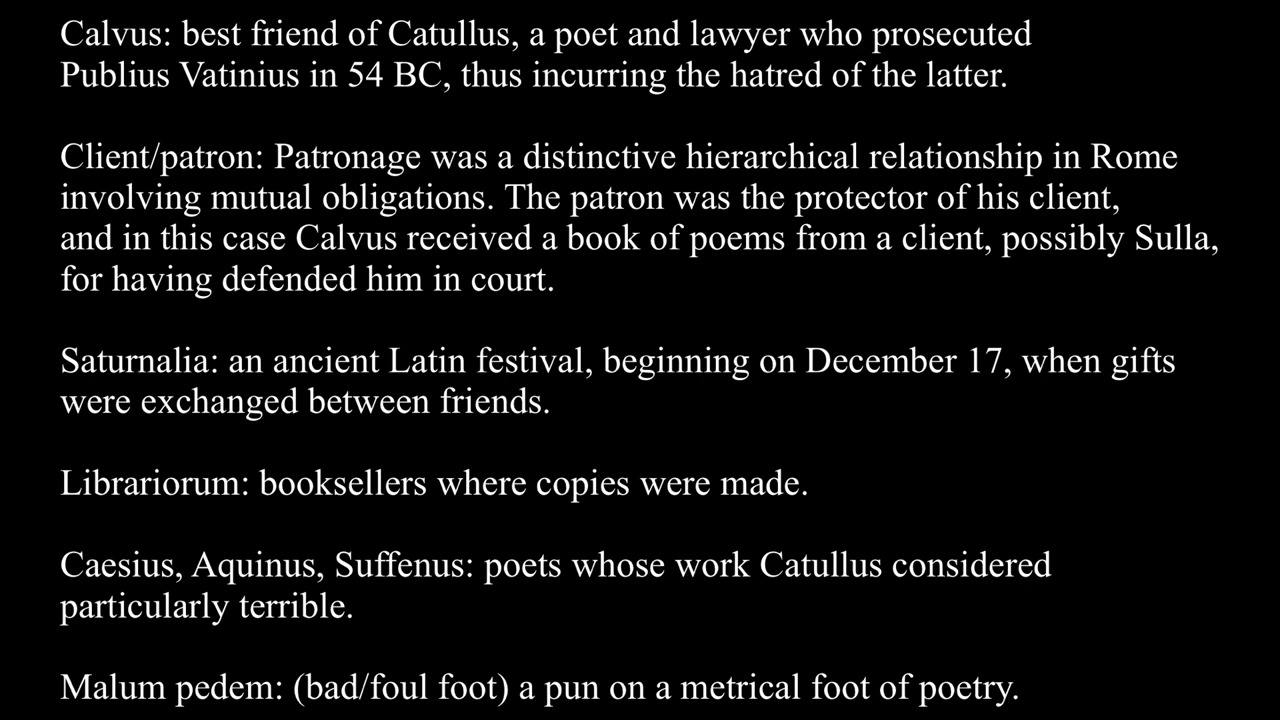 Calvus: best friend of Catullus, a poet and lawyer who prosecuted
Publius Vatinius in 54 BC, thus incurring the hatred of the latter.
Client/patron: Patronage was a distinctive hierarchical relationship in Rome
involving mutual obligations. The patron was the protector of his client,
and in this case Calvus received a book of poems from a client, possibly Sulla,
for having defended him in court.
Saturnalia: an ancient Latin festival, beginning on December 17, when gifts
were exchanged between friends.
Librariorum: booksellers where copies were made.
Caesius, Aquinus, Suffenus: poets whose work Catullus considered
particularly terrible.
Malum pedem: (bad/foul foot) a pun on a metrical foot of poetry.